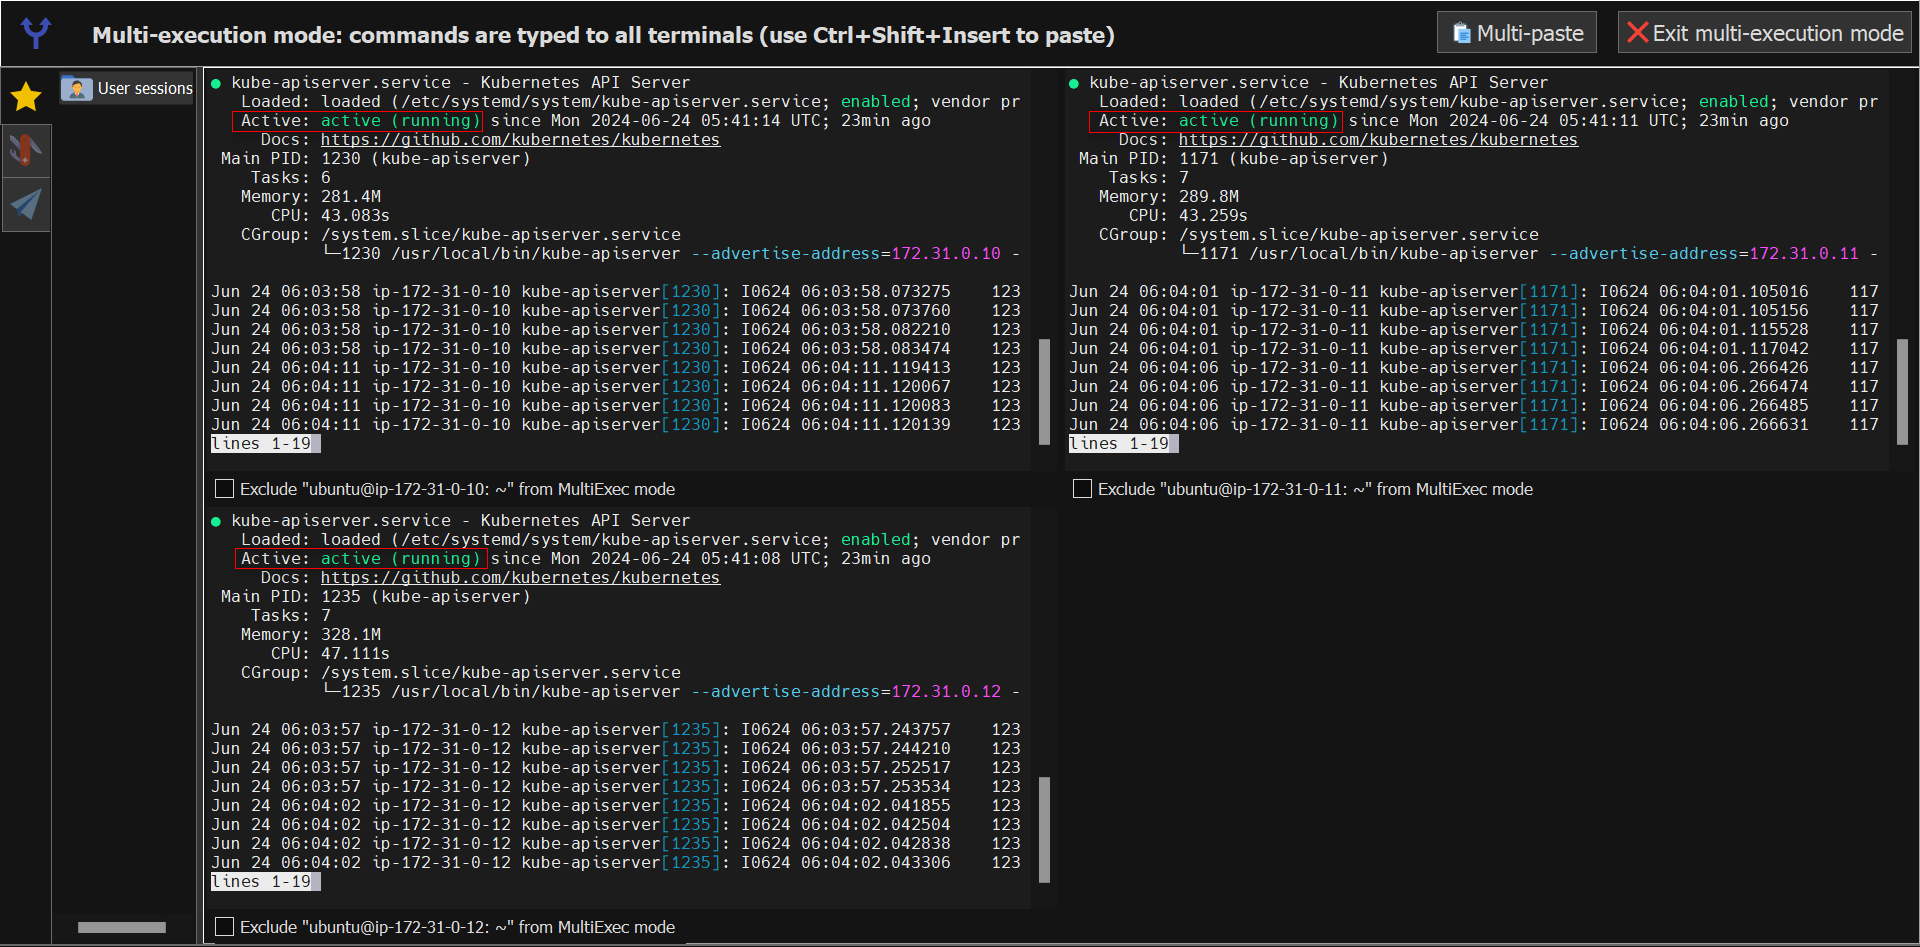 Multi-execution mode: commands are typed to all terminals (use Ctrl+Shift+Insert to paste)
Multi-paste
Exit multi-execution mode
User sessions
● kube-apiserver.service - Kubernetes API Server
Loaded: loaded (/etc/systemd/system/kube-apiserver.service; enabled; vendor pr
Active: active (running) since Mon 2024-06-24 05:41:14 UTC; 23min ago
Docs: https://github.com/kubernetes/kubernetes
Main PID: 1230 (kube-apiserver)
Tasks: 6
Memory: 281.4M
CPU: 43.083s
CGroup: /system.slice/kube-apiserver.service
└─1230 /usr/local/bin/kube-apiserver --advertise-address=172.31.0.10 -
Jun 24 06:03:58 ip-172-31-0-10 kube-apiserver[1230]: I0624 06:03:58.073275    123
Jun 24 06:03:58 ip-172-31-0-10 kube-apiserver[1230]: I0624 06:03:58.073760    123
Jun 24 06:03:58 ip-172-31-0-10 kube-apiserver[1230]: I0624 06:03:58.082210    123
Jun 24 06:03:58 ip-172-31-0-10 kube-apiserver[1230]: I0624 06:03:58.083474    123
Jun 24 06:04:11 ip-172-31-0-10 kube-apiserver[1230]: I0624 06:04:11.119413    123
Jun 24 06:04:11 ip-172-31-0-10 kube-apiserver[1230]: I0624 06:04:11.120067    123
Jun 24 06:04:11 ip-172-31-0-10 kube-apiserver[1230]: I0624 06:04:11.120083    123
Jun 24 06:04:11 ip-172-31-0-10 kube-apiserver[1230]: I0624 06:04:11.120139    123
lines 1-19
Exclude "ubuntu@ip-172-31-0-10: ~" from MultiExec mode
● kube-apiserver.service - Kubernetes API Server
Loaded: loaded (/etc/systemd/system/kube-apiserver.service; enabled; vendor pr
Active: active (running) since Mon 2024-06-24 05:41:11 UTC; 23min ago
Docs: https://github.com/kubernetes/kubernetes
Main PID: 1171 (kube-apiserver)
Tasks: 7
Memory: 289.8M
CPU: 43.259s
CGroup: /system.slice/kube-apiserver.service
└─1171 /usr/local/bin/kube-apiserver --advertise-address=172.31.0.11 -
Jun 24 06:04:01 ip-172-31-0-11 kube-apiserver[1171]: I0624 06:04:01.105016    117
Jun 24 06:04:01 ip-172-31-0-11 kube-apiserver[1171]: I0624 06:04:01.105156    117
Jun 24 06:04:01 ip-172-31-0-11 kube-apiserver[1171]: I0624 06:04:01.115528    117
Jun 24 06:04:01 ip-172-31-0-11 kube-apiserver[1171]: I0624 06:04:01.117042    117
Jun 24 06:04:06 ip-172-31-0-11 kube-apiserver[1171]: I0624 06:04:06.266426    117
Jun 24 06:04:06 ip-172-31-0-11 kube-apiserver[1171]: I0624 06:04:06.266474    117
Jun 24 06:04:06 ip-172-31-0-11 kube-apiserver[1171]: I0624 06:04:06.266485    117
Jun 24 06:04:06 ip-172-31-0-11 kube-apiserver[1171]: I0624 06:04:06.266631    117
lines 1-19
Exclude "ubuntu@ip-172-31-0-11: ~" from MultiExec mode
● kube-apiserver.service - Kubernetes API Server
Loaded: loaded (/etc/systemd/system/kube-apiserver.service; enabled; vendor pr
Active: active (running) since Mon 2024-06-24 05:41:08 UTC; 23min ago
Docs: https://github.com/kubernetes/kubernetes
Main PID: 1235 (kube-apiserver)
Tasks: 7
Memory: 328.1M
CPU: 47.111s
CGroup: /system.slice/kube-apiserver.service
└─1235 /usr/local/bin/kube-apiserver --advertise-address=172.31.0.12 -
Jun 24 06:03:57 ip-172-31-0-12 kube-apiserver[1235]: I0624 06:03:57.243757    123
Jun 24 06:03:57 ip-172-31-0-12 kube-apiserver[1235]: I0624 06:03:57.244210    123
Jun 24 06:03:57 ip-172-31-0-12 kube-apiserver[1235]: I0624 06:03:57.252517    123
Jun 24 06:03:57 ip-172-31-0-12 kube-apiserver[1235]: I0624 06:03:57.253534    123
Jun 24 06:04:02 ip-172-31-0-12 kube-apiserver[1235]: I0624 06:04:02.041855    123
Jun 24 06:04:02 ip-172-31-0-12 kube-apiserver[1235]: I0624 06:04:02.042504    123
Jun 24 06:04:02 ip-172-31-0-12 kube-apiserver[1235]: I0624 06:04:02.042838    123
Jun 24 06:04:02 ip-172-31-0-12 kube-apiserver[1235]: I0624 06:04:02.043306    123
lines 1-19
Exclude "ubuntu@ip-172-31-0-12: ~" from MultiExec mode